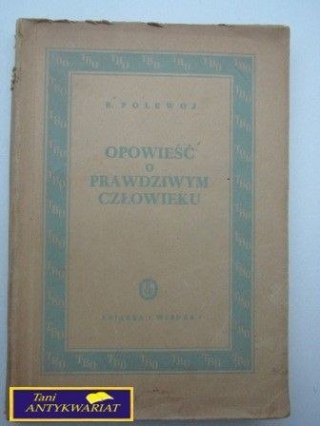 B. POLEWOJ
OPOWIEŚĆ
O
PRAWDZIWYM
CZŁOWIEKU
KSIĄŻKA I WIEDZA
Tani
ANTYKWARIAT